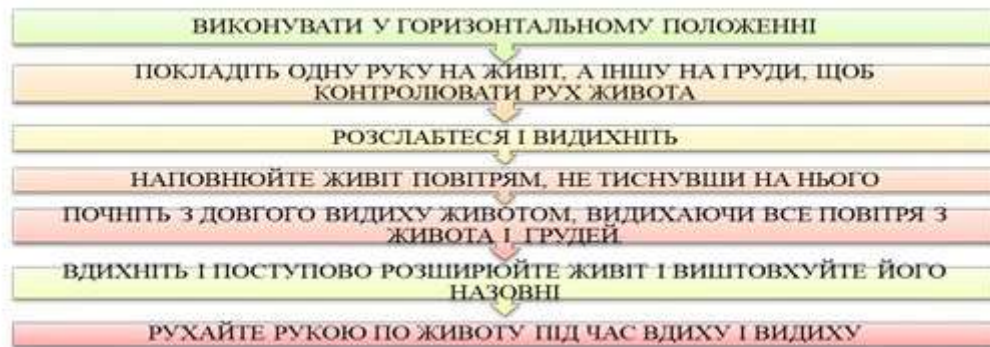 ВИКОНУВАТИ У ГОРИЗОНТАЛЬНОМУ ПОЛОЖЕННІ
ПОКЛАДІТЬ ОДНУ РУКУ НА ЖИВІТ, А ІНШУ НА ГРУДИ, ЩОБ
КОНТРОЛЮВАТИ РУХ ЖИВОТА
РОЗСЛАБТЕСЯ І ВИДИХНІТЬ
НАПОВНЮЙТЕ ЖИВІТ ПОВІТРЯМ, НЕ ТИСНУВШИ НА НЬОГО
ПОЧНІТЬ З ДОВГОГО ВИДИХУ ЖИВОТОМ, ВИДИХАЮЧИ ВСЕ ПОВІТРЯ З
ЖИВОТА І ГРУДЕЙ.
ВДИХНІТЬ І ПОСТУПОВО РОЗШИРЮЙТЕ ЖИВІТ І ВИШТОВХУЙТЕ ЙОГО
НАЗОВНІ
РУХАЙТЕ РУКОЮ ПО ЖИВОТУ ПІД ЧАС ВДИХУ І ВИДИХУ